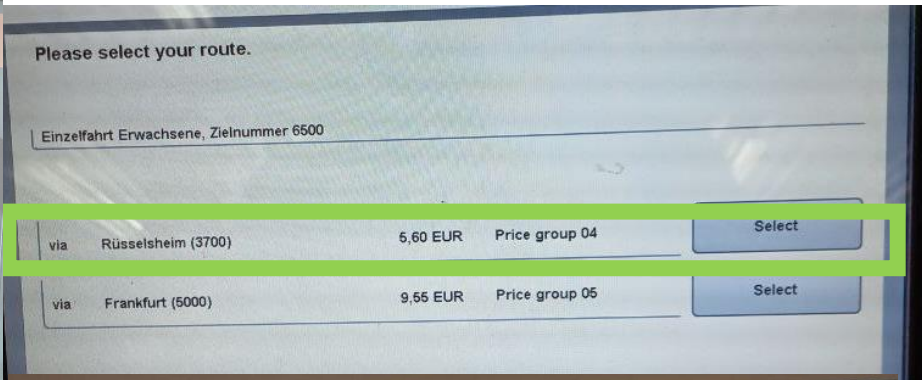 Please select your route.
Einzelfahrt Erwachsene, Zielnummer 6500
via Rüsselsheim (3700) 5,60 EUR Price group 04 Select
via Frankfurt (5000) 9,55 EUR Price group 05 Select